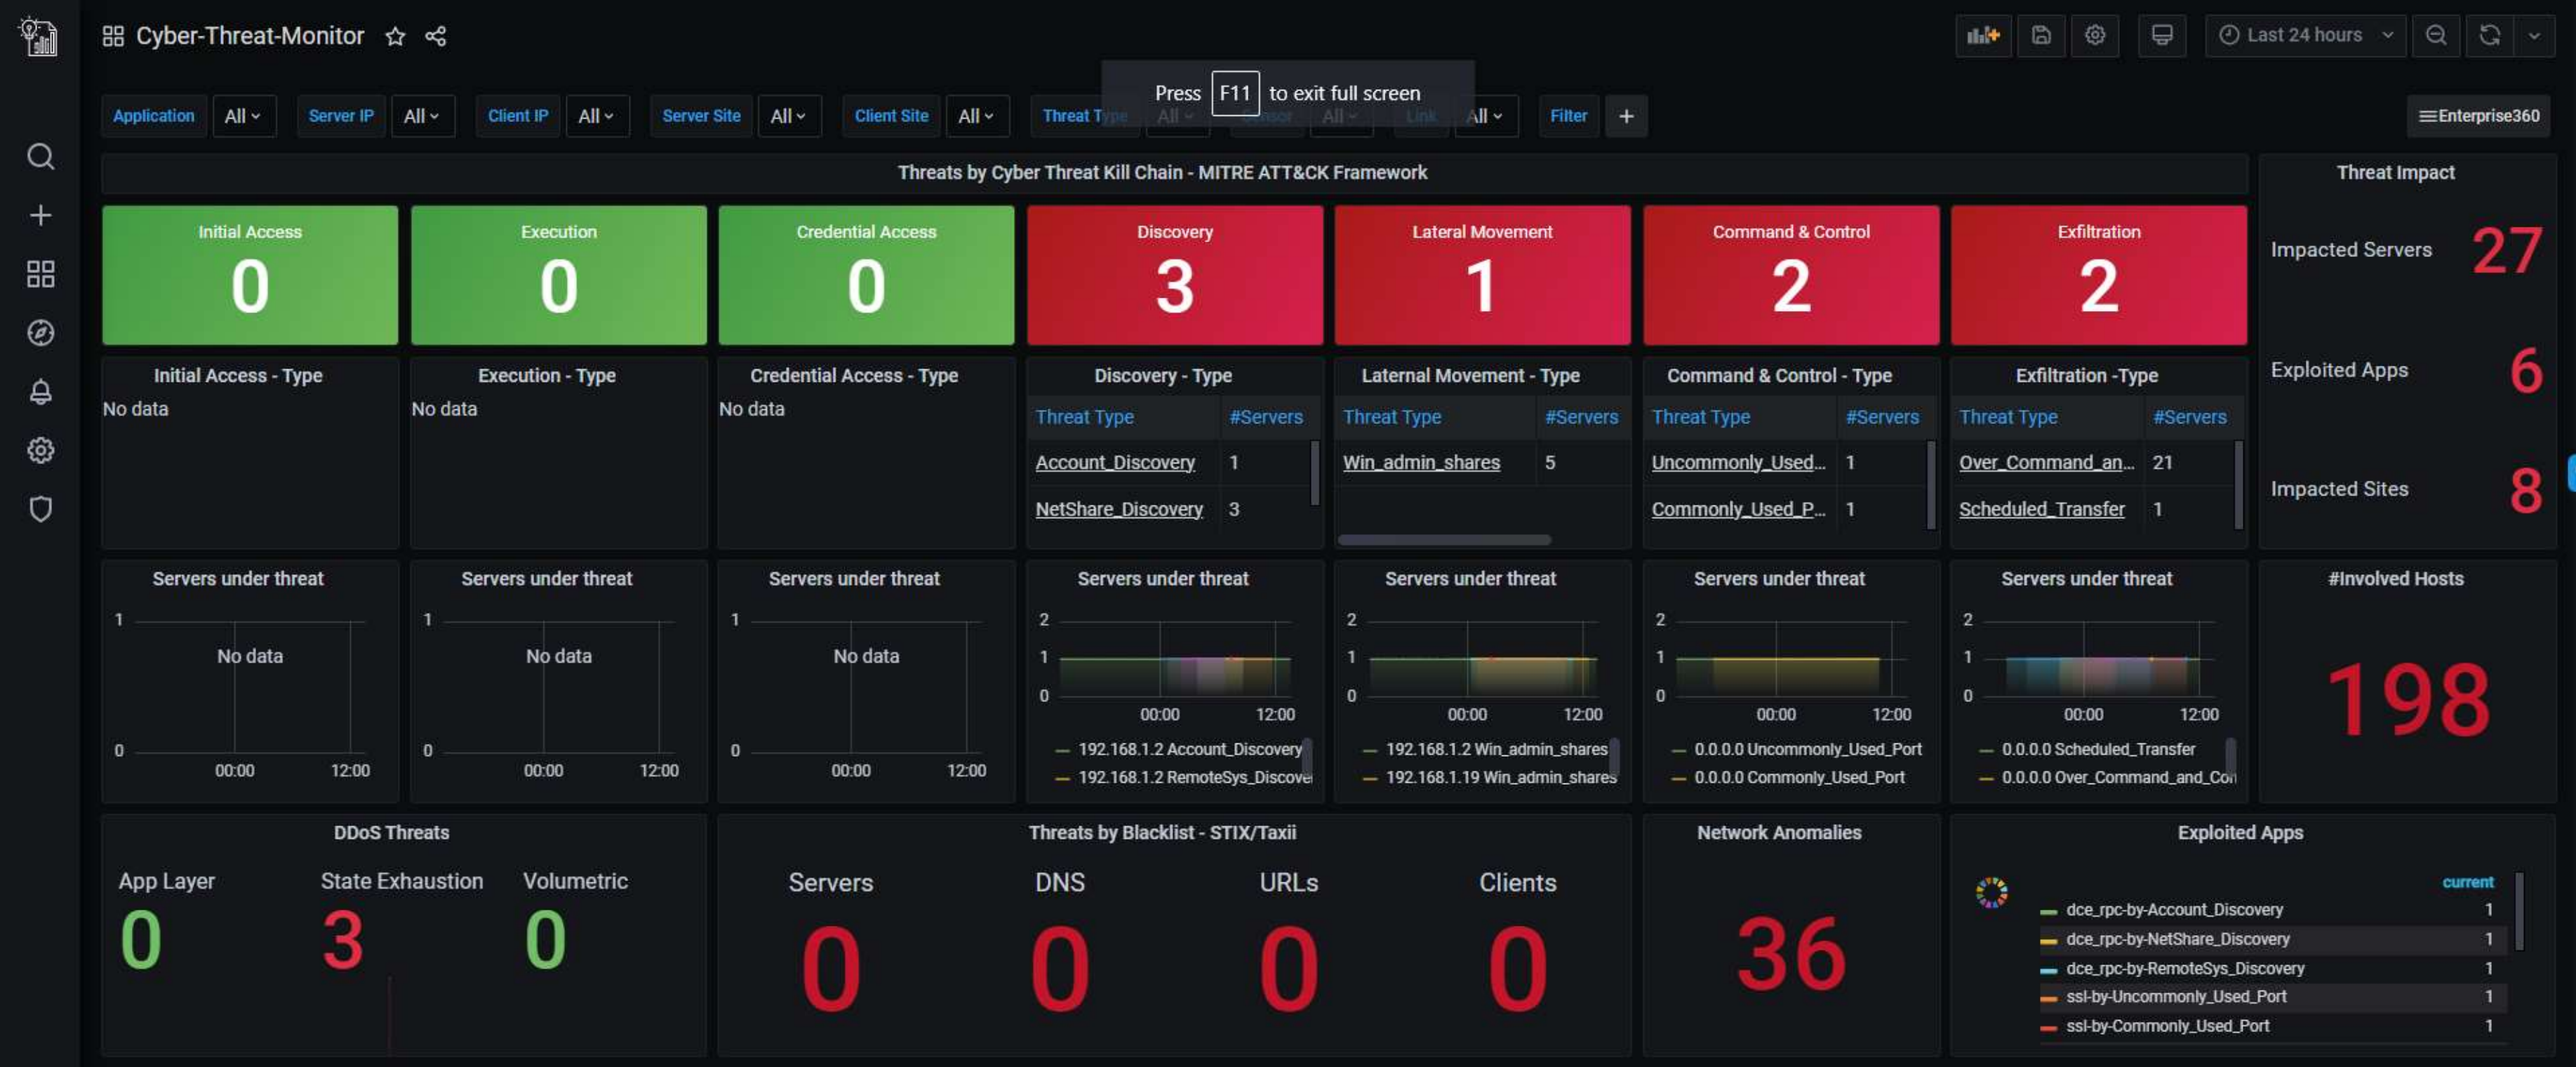 Cyber-Threat-Monitor
Last 24 hours
Press F11 to exit full screen
Application All
Server IP All
Client IP All
Server Site All
Client Site All
Threat Type All
Sensor All
Link All
Filter +
Enterprise360
Threats by Cyber Threat Kill Chain - MITRE ATT&CK Framework
Initial Access
0
Execution
0
Credential Access
0
Discovery
3
Lateral Movement
1
Command & Control
2
Exfiltration
2
Threat Impact
Impacted Servers 27
Exploited Apps 6
Impacted Sites 8
Initial Access - Type
No data
Execution - Type
No data
Credential Access - Type
No data
Discovery - Type
Threat Type #Servers
Account_Discovery 1
NetShare_Discovery 3
Laternal Movement - Type
Threat Type #Servers
Win_admin_shares 5
Command & Control - Type
Threat Type #Servers
Uncommonly_Used... 1
Commonly_Used_P... 1
Exfiltration -Type
Threat Type #Servers
Over_Command_an... 21
Scheduled_Transfer 1
Servers under threat
1
No data
0
00:00 12:00
Servers under threat
1
No data
0
00:00 12:00
Servers under threat
1
No data
0
00:00 12:00
Servers under threat
2
1
0
00:00 12:00
192.168.1.2 Account_Discovery
192.168.1.2 RemoteSys_Discove
Servers under threat
2
1
0
00:00 12:00
192.168.1.2 Win_admin_shares
192.168.1.19 Win_admin_shares
Servers under threat
2
1
0
00:00 12:00
0.0.0.0 Uncommonly_Used_Port
0.0.0.0 Commonly_Used_Port
Servers under threat
2
1
0
00:00 12:00
0.0.0.0 Scheduled_Transfer
0.0.0.0 Over_Command_and_Con
#Involved Hosts
198
DDoS Threats
App Layer State Exhaustion Volumetric
0 3 0
Threats by Blacklist - STIX/Taxii
Servers DNS URLs Clients
0 0 0 0
Network Anomalies
36
Exploited Apps
current
dce_rpc-by-Account_Discovery 1
dce_rpc-by-NetShare_Discovery 1
dce_rpc-by-RemoteSys_Discovery 1
ssl-by-Uncommonly_Used_Port 1
ssl-by-Commonly_Used_Port 1